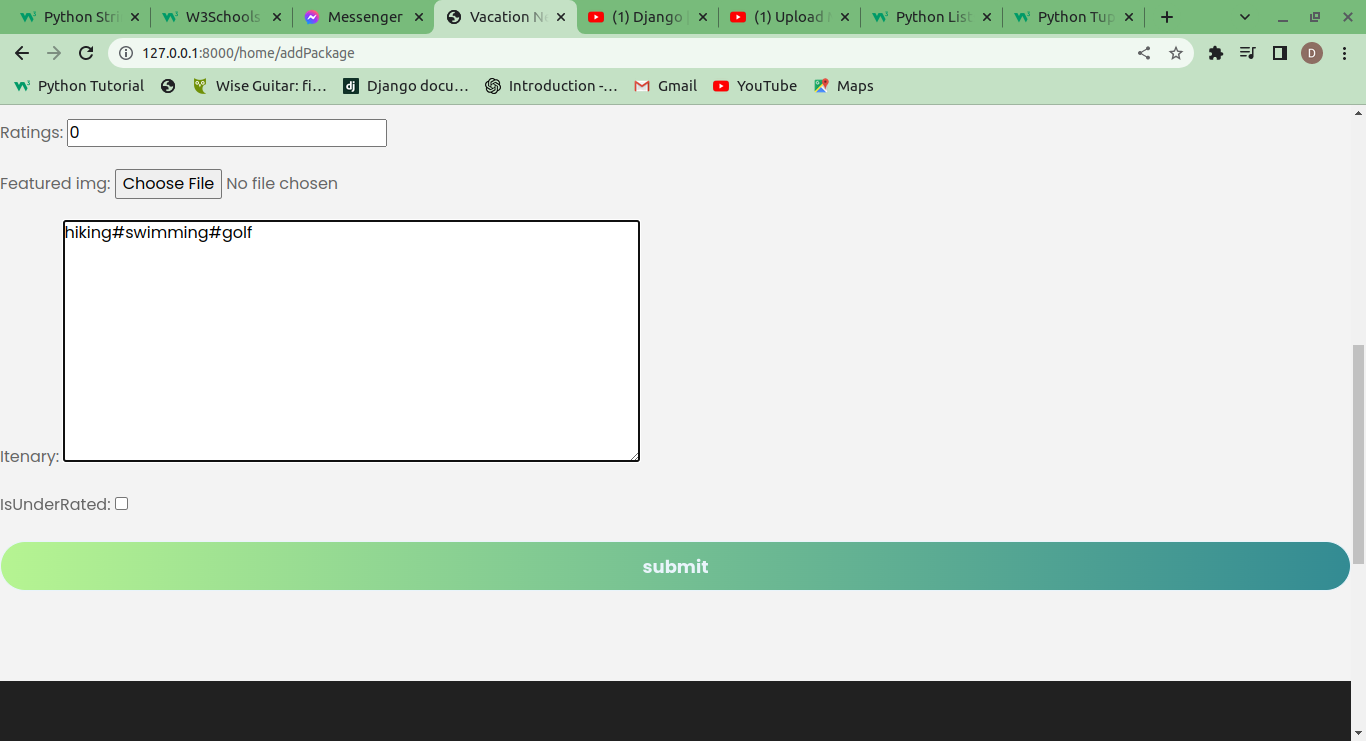 Python Stri
W3Schools
Messenger
Vacation Ne
(1) Django
(1) Upload
Python List
Python Tup
127.0.0.1:8000/home/addPackage
D
Python Tutorial
Wise Guitar: fi...
dj
Django docu...
Introduction -...
Gmail
YouTube
Maps
Ratings: 0
Featured img: Choose File No file chosen
hiking#swimming#golf
Itenary:
IsUnderRated:
submit